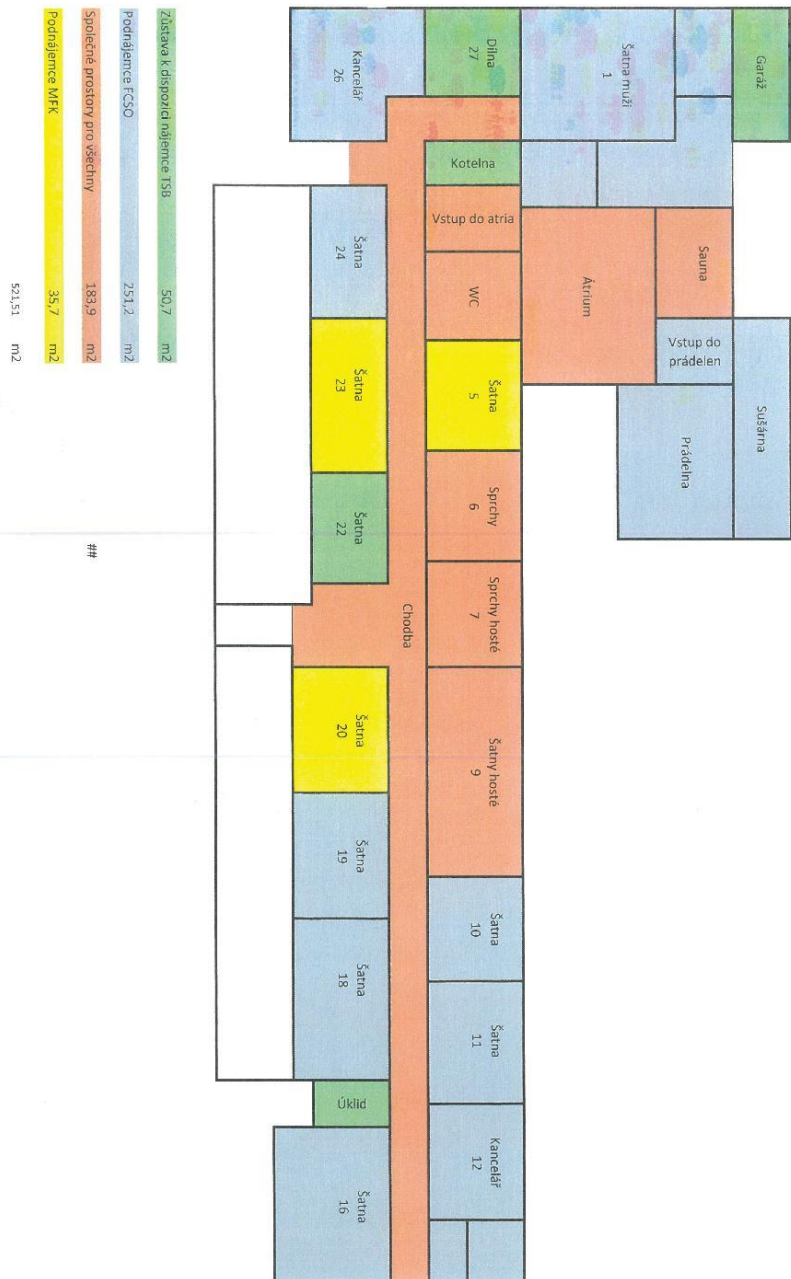 Garáž
Šatna muži
1
Dílna
27
Kancelář
26
Kotelna
Vstup do atria
WC
Átrium
Sauna
Vstup do
prádelen
Sušárna
Prádelna
Šatna
24
Šatna
23
Šatna
5
Šatna
22
Sprchy
6
Sprchy hosté
7
Chodba
Šatna
20
Šatny hosté
9
Šatna
19
Šatna
10
Šatna
18
Šatna
11
Úklid
Kancelář
12
Šatna
16
Zůstava k dispozici nájemce TSB 50,7 m2
Podnájemce FCSO 251,2 m2
Společné prostory pro všechny 183,9 m2
Podnájemce MFK 35,7 m2
521,51 m2
##